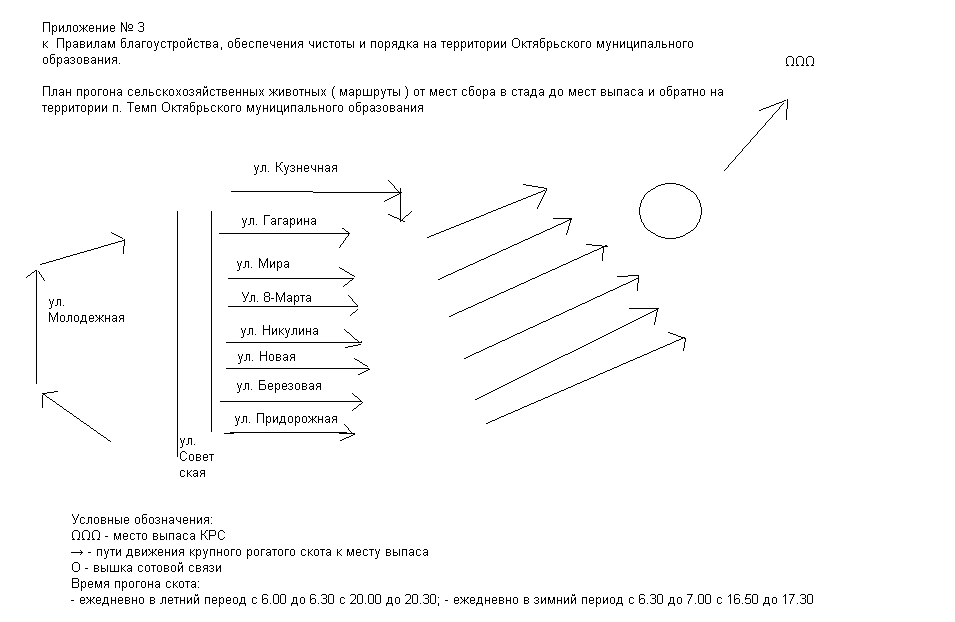 Приложение № 3
к Правилам благоустройства, обеспечения чистоты и порядка на территории Октябрьского муниципального
образования.
ΩΩΩ
План прогона сельскохозяйственных животных ( маршруты ) от мест сбора в стада до мест выпаса и обратно на
территории п. Темп Октябрьского муниципального образования
ул. Кузнечная
ул. Гагарина
ул. Мира
Ул. 8-Марта
ул.
Молодежная
ул. Никулина
ул. Новая
ул. Березовая
ул. Придорожная
ул.
Совет
ская
Условные обозначения:
ΩΩΩ - место выпаса КРС
→ - пути движения крупного рогатого скота к месту выпаса
О - вышка сотовой связи
Время прогона скота:
- ежедневно в летний переод с 6.00 до 6.30 с 20.00 до 20.30; - ежедневно в зимний период с 6.30 до 7.00 с 16.50 до 17.30